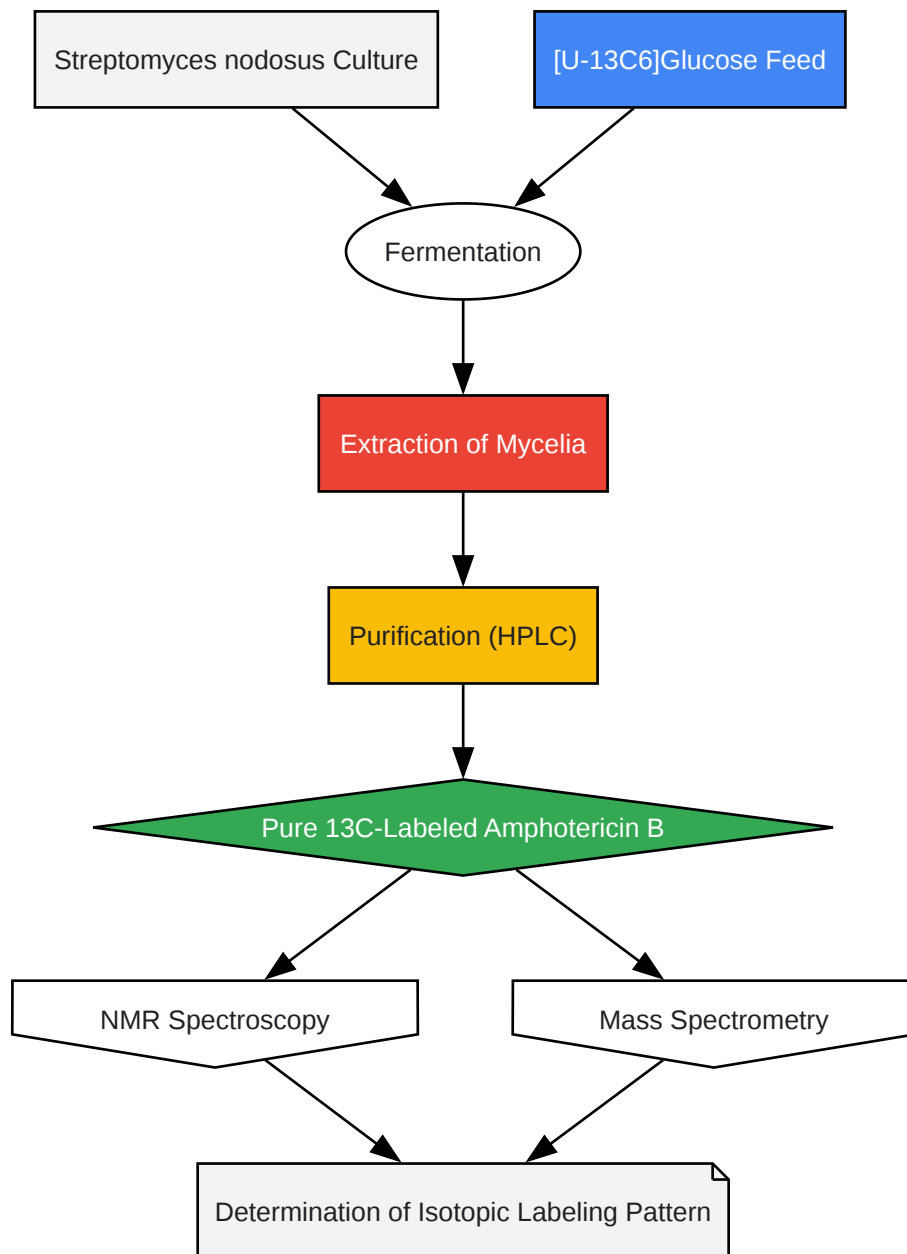 Streptomyces nodosus Culture
[U-13C6]Glucose Feed
Fermentation
Extraction of Mycelia
Purification (HPLC)
Pure 13C-Labeled Amphotericin B
NMR Spectroscopy
Mass Spectrometry
Determination of Isotopic Labeling Pattern